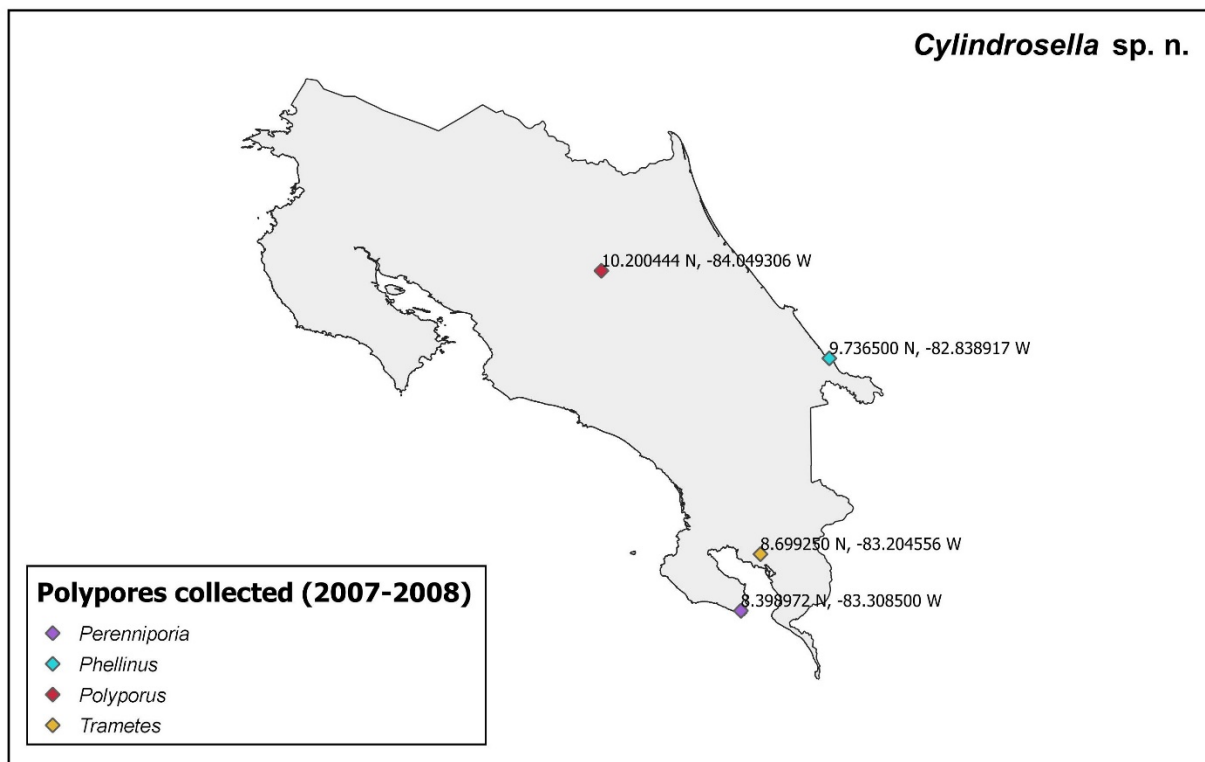 Cylindrosella sp. n.
10.200444 N, -84.049306 W
9.736500 N, -82.838917 W
8.699250 N, -83.204556 W
8.398972 N, -83.308500 W
Polypores collected (2007-2008)
Perenniporia
Phellinus
Polyporus
Trametes